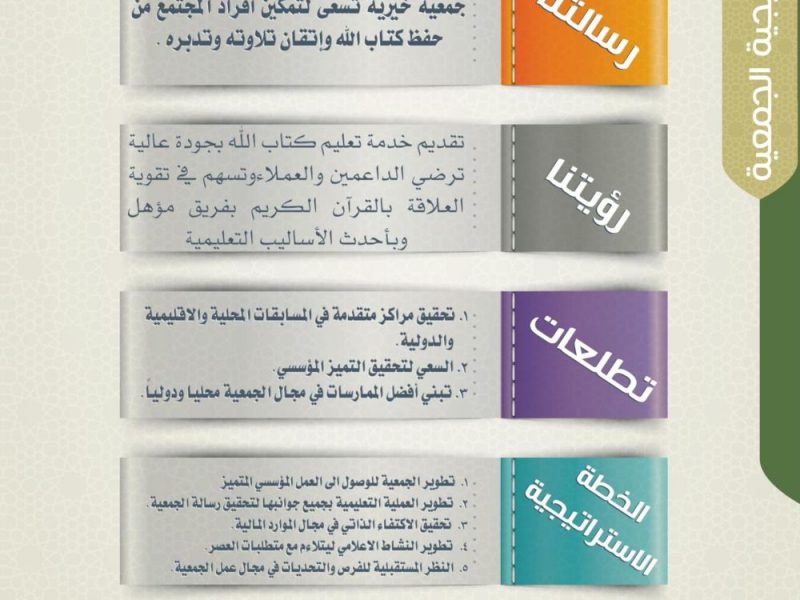 جية الجمعية
رسالتنا
جمعية خيرية تسعى لتمكين أفراد المجتمع من
حفظ كتاب الله وإتقان تلاوته وتدبره .
رؤيتنا
تقديم خدمة تعليم كتاب الله بجودة عالية
ترضي الداعمين والعملاء وتسهم في تقوية
العلاقة بالقرآن الكريم بفريق مؤهل
وبأحدث الأساليب التعليمية
تطلعات
١. تحقيق مراكز متقدمة في المسابقات المحلية والاقليمية
والدولية.
٢. السعي لتحقيق التميز المؤسسي.
٣. تبني أفضل الممارسات في مجال الجمعية محليا ودولياً.
الخطة
الاستراتيجية
١. تطوير الجمعية للوصول الى العمل المؤسسي المتميز
٢. تطوير العملية التعليمية بجميع جوانبها لتحقيق رسالة الجمعية.
٣. تحقيق الاكتفاء الذاتي في مجال الموارد المالية.
٤. تطوير النشاط الاعلامي ليتلاءم مع متطلبات العصر.
٥. النظر المستقبلية للفرص والتحديات في مجال عمل الجمعية.